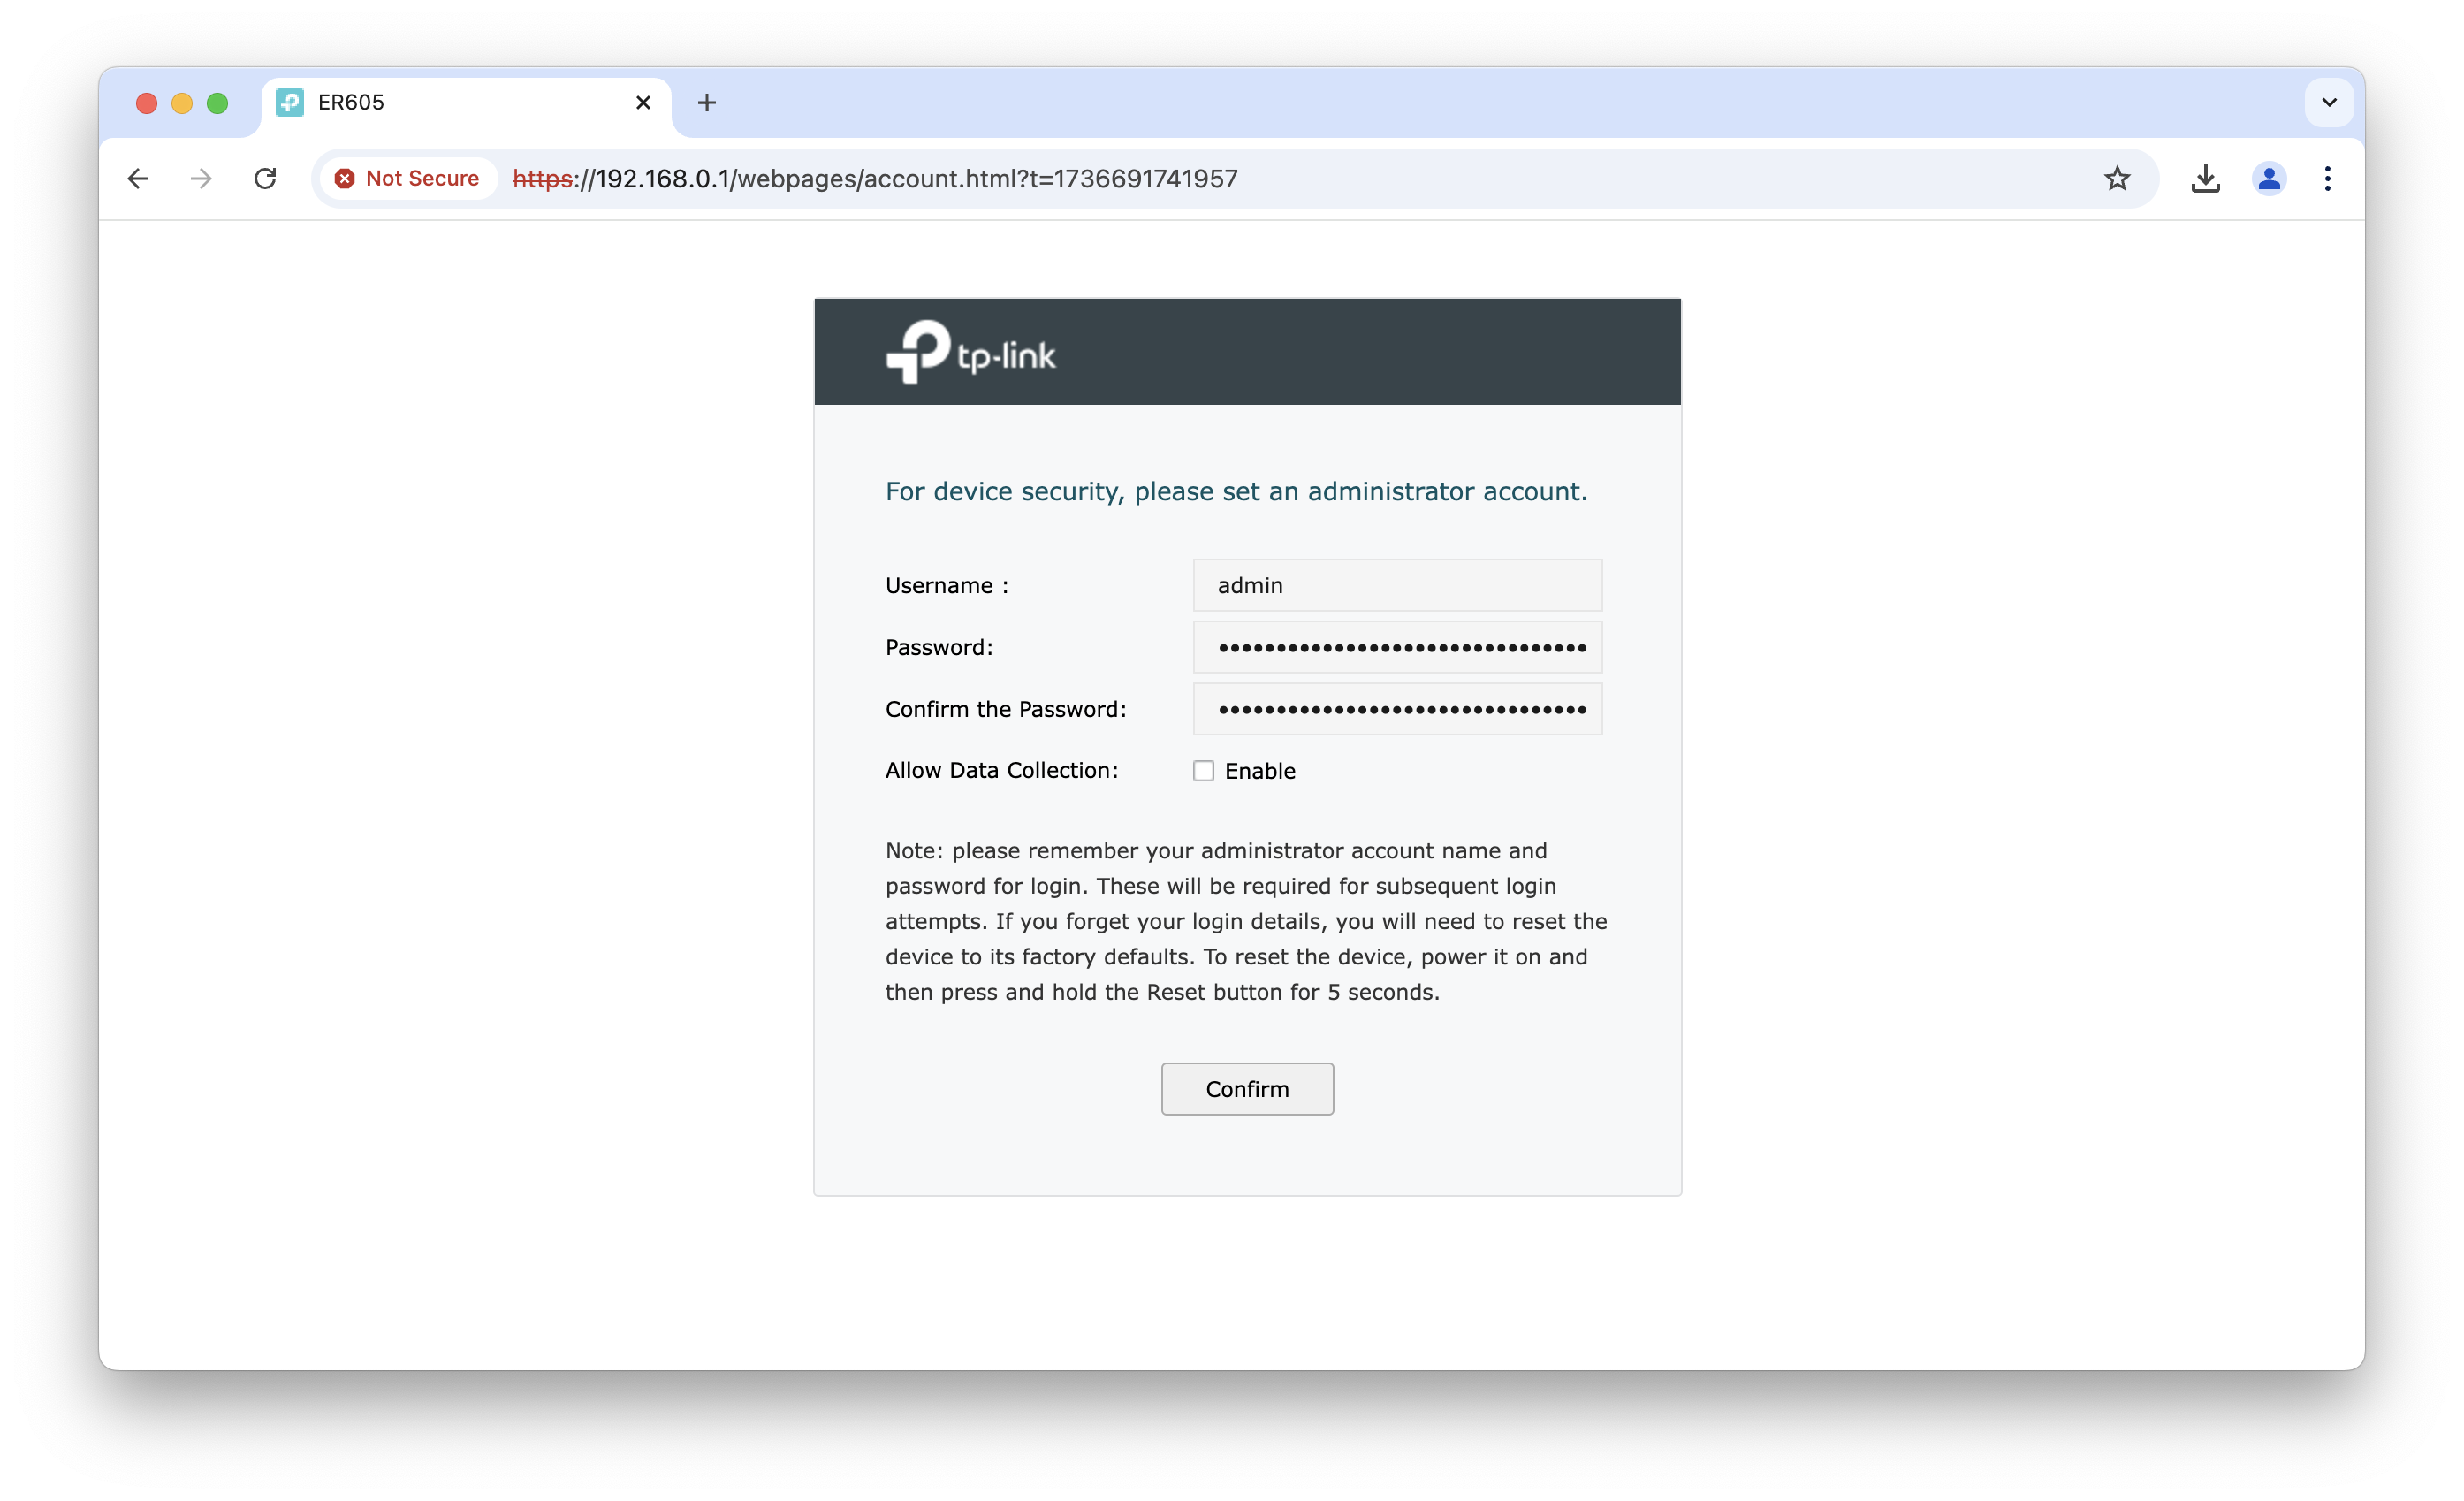 ER605
Not Secure https://192.168.0.1/webpages/account.html?t=1736691741957
tp-link
For device security, please set an administrator account.
Username : admin
Password: ••••••••••••••••••••••••••••••••
Confirm the Password: ••••••••••••••••••••••••••••••••
Allow Data Collection: Enable
Note: please remember your administrator account name and
password for login. These will be required for subsequent login
attempts. If you forget your login details, you will need to reset the
device to its factory defaults. To reset the device, power it on and
then press and hold the Reset button for 5 seconds.
Confirm